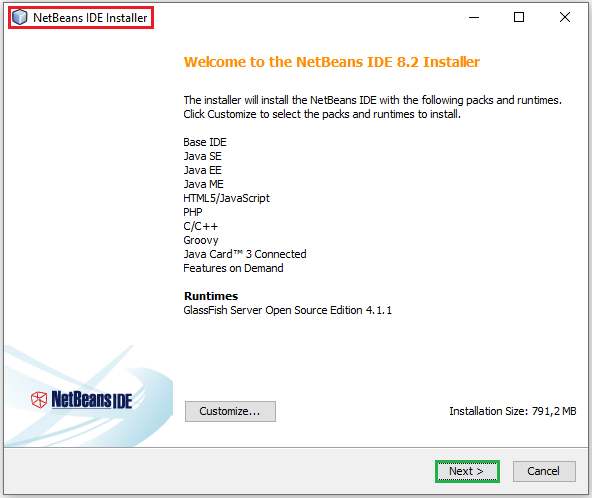 NetBeans IDE Installer
Welcome to the NetBeans IDE 8.2 Installer
The installer will install the NetBeans IDE with the following packs and runtimes.
Click Customize to select the packs and runtimes to install.
Base IDE
Java SE
Java EE
Java ME
HTML5/JavaScript
PHP
C/C++
Groovy
Java Card™ 3 Connected
Features on Demand
Runtimes
GlassFish Server Open Source Edition 4.1.1
NetBeans IDE
Customize... Installation Size: 791,2 MB
Next > Cancel